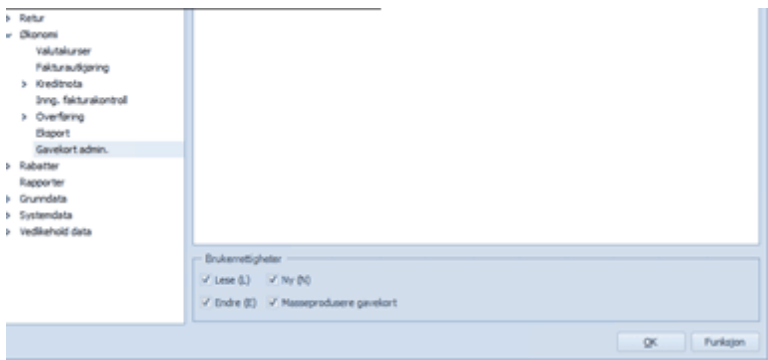 Retur
Økonomi
Valutakurser
Fakturautkjøring
Kreditnota
Inng. fakturakontroll
Overføring
Eksport
Gavekort admin.
Rabatter
Rapporter
Grunndata
Systemdata
Vedlikehold data
Brukerrettigheter
Lese (L) Ny (N)
Endre (E) Masseprodusere gavekort
OK Funksjon